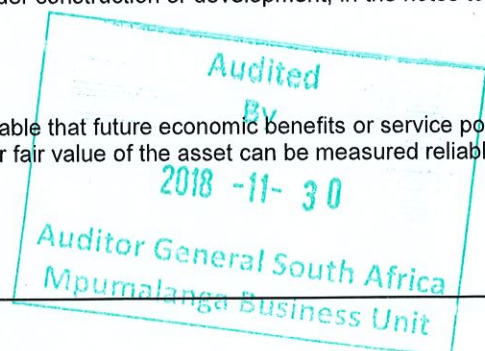 der construction or development, in the notes to
Audited
By
able that future economic benefits or service po
r fair value of the asset can be measured reliabl
2018 -11- 30
Auditor General South Africa
Mpumalanga Business Unit